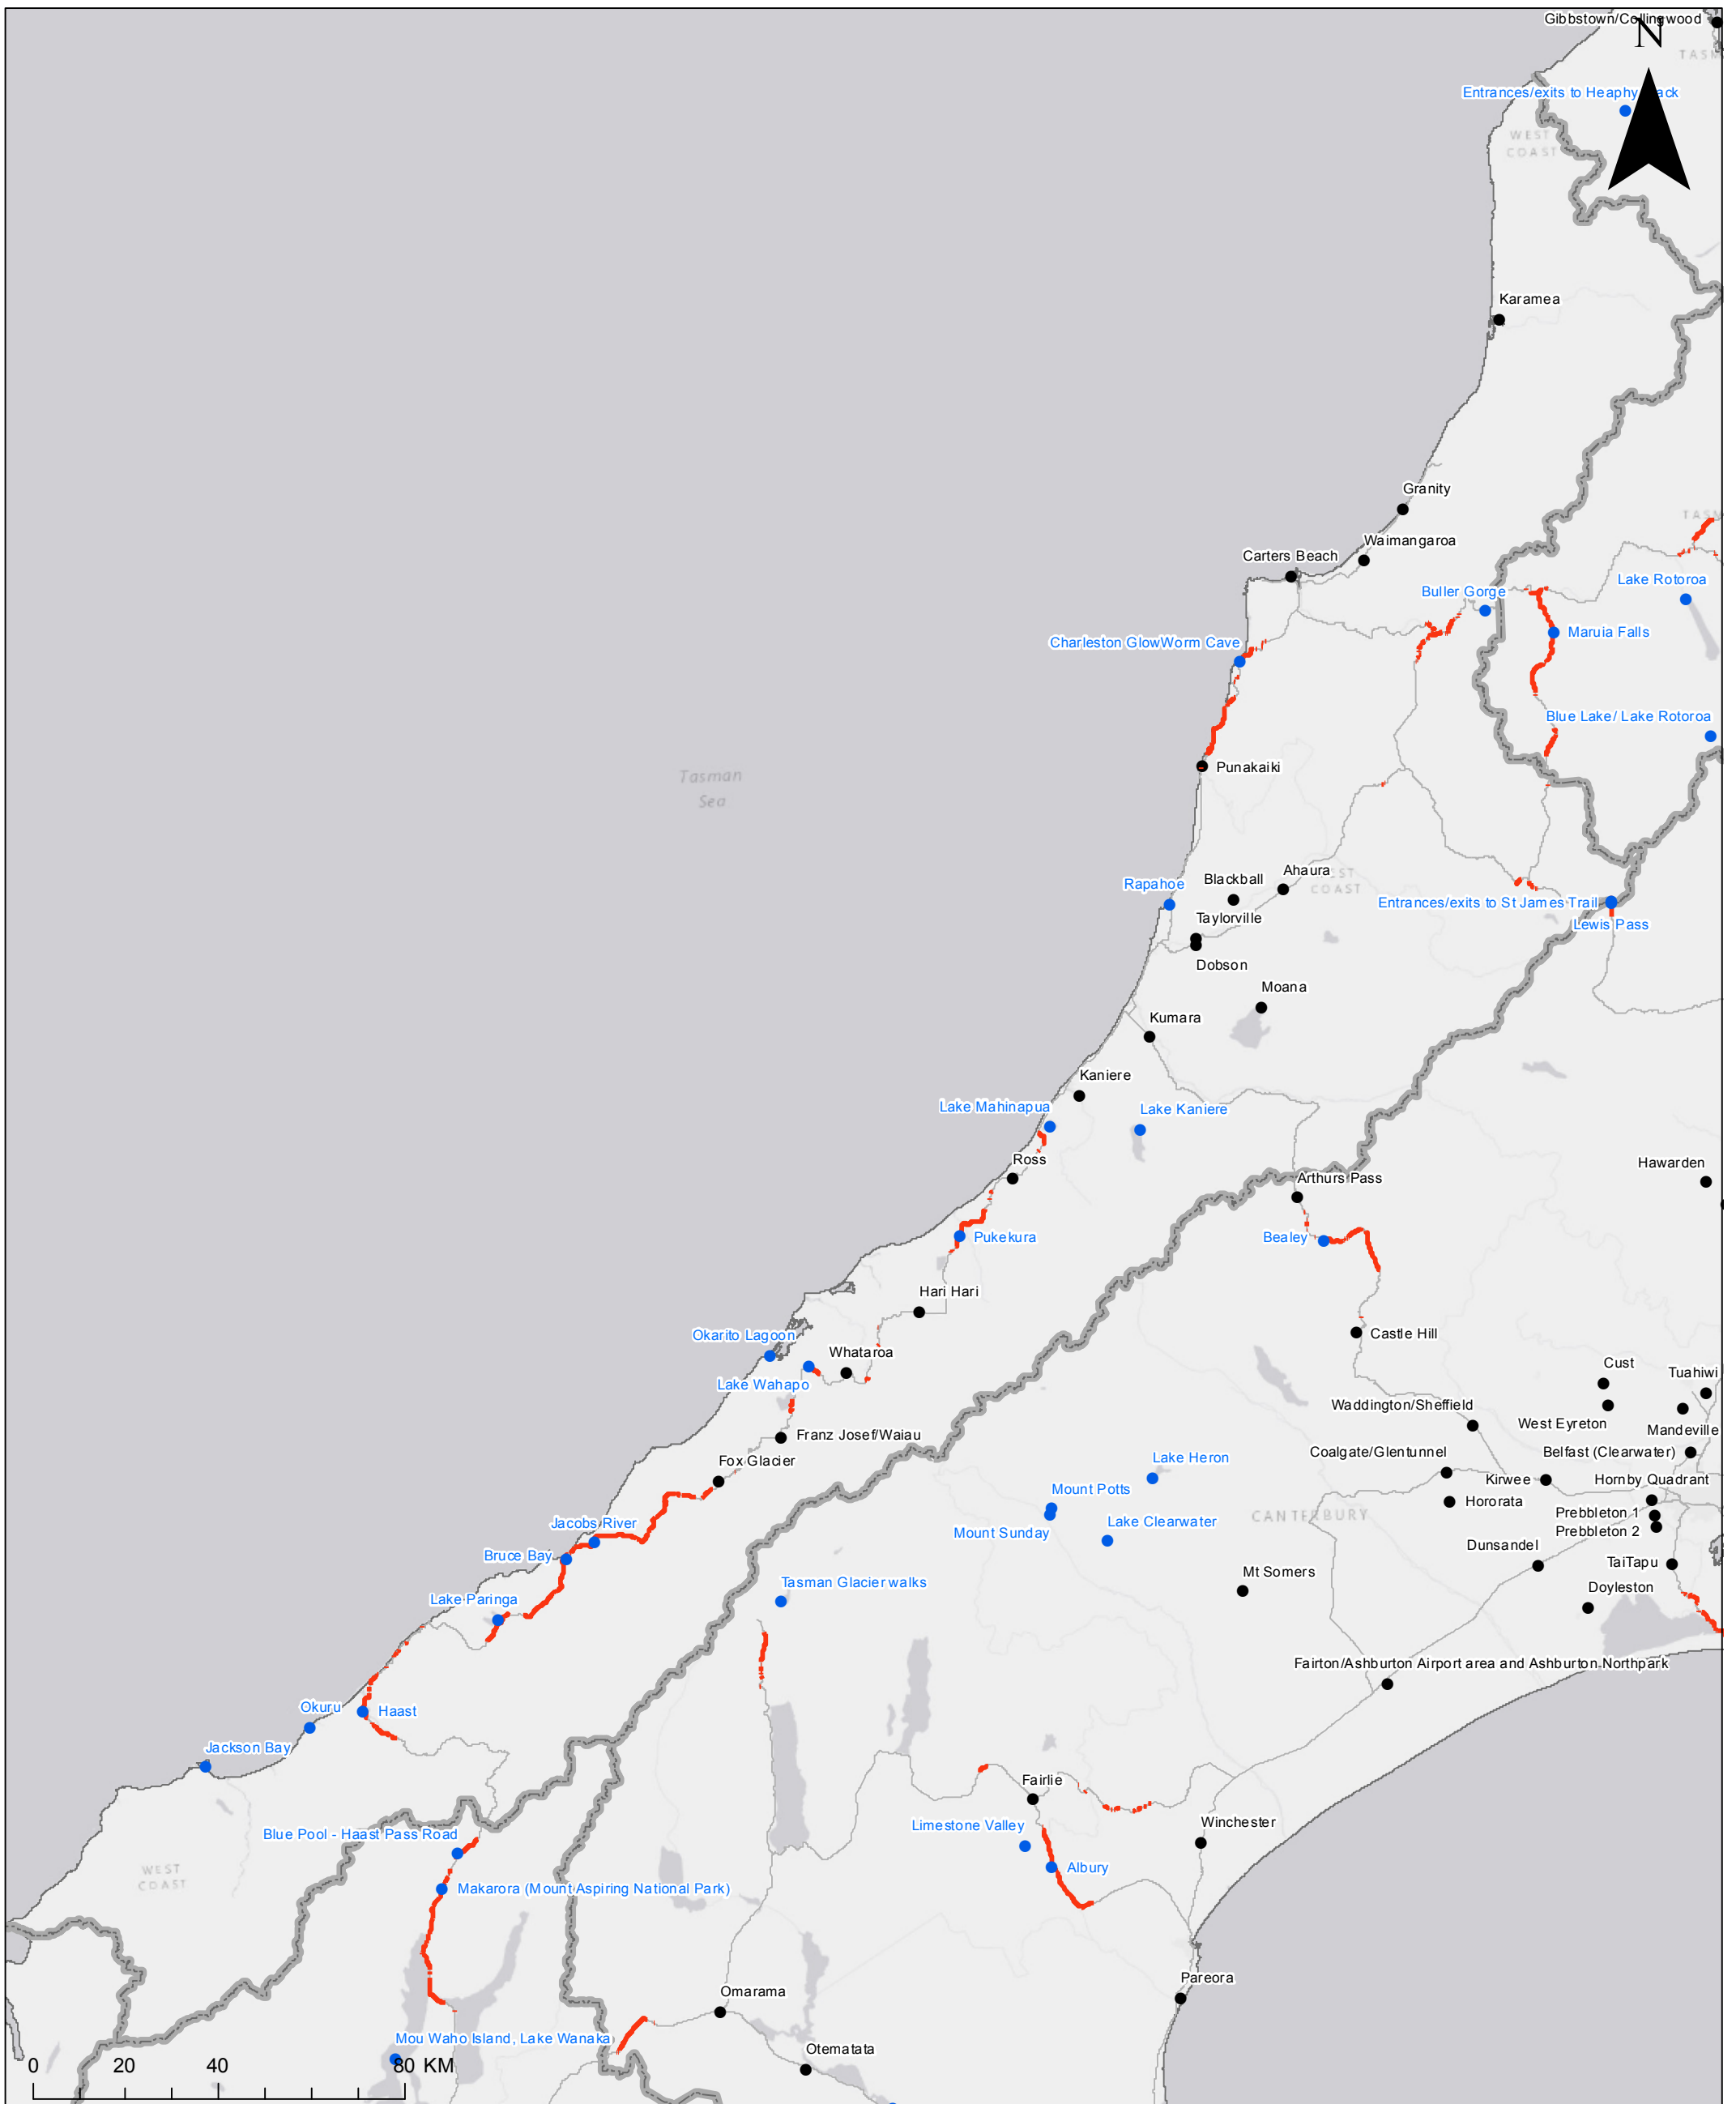 Gibbstown/Collingwood
N
TASM
Entrances/exits to Heaphy
WEST
COAST
Karamea
Granity
TASM
Waimangaroa
Carters Beach
Lake Rotoroa
Buller Gorge
Maruia Falls
Charleston GlowWorm Cave
Blue Lake/ Lake Rotoroa
Punakaiki
Tasman
Sea
Ahaura
Blackball
COAST
Rapahoe
Entrances/exits to St James Trail
Taylorville
Lewis Pass
Dobson
Moana
Kumara
Kaniere
Lake Mahinapua
Lake Kaniere
Ross
Hawarden
Arthurs Pass
Pukekura
Bealey
Hari Hari
Okarito Lagoon
Castle Hill
Whataroa
Cust
Tuahiwi
Lake Wahapo
Waddington/Sheffield
West Eyreton
Mandeville
Franz Josef/Waiau
Coalgate/Glentunnel
Belfast (Clearwater)
Fox Glacier
Lake Heron
Kirwee
Hornby Quadrant
Mount Potts
Hororata
Prebbleton 1
CANTERBURY
Jacobs River
Lake Clearwater
Prebbleton 2
Mount Sunday
Dunsandel
Bruce Bay
TaiTapu
Mt Somers
Tasman Glacier walks
Doyleston
Lake Paringa
Fairton/Ashburton Airport area and Ashburton Northpark
Okuru
Haast
Jackson Bay
Fairlie
Winchester
Limestone Valley
Blue Pool - Haast Pass Road
Albury
WEST
COAST
Makarora (Mount Aspiring National Park)
Pareora
Omarama
Mou Waho Island, Lake Wanaka
Otematata
0 20 40 80 KM